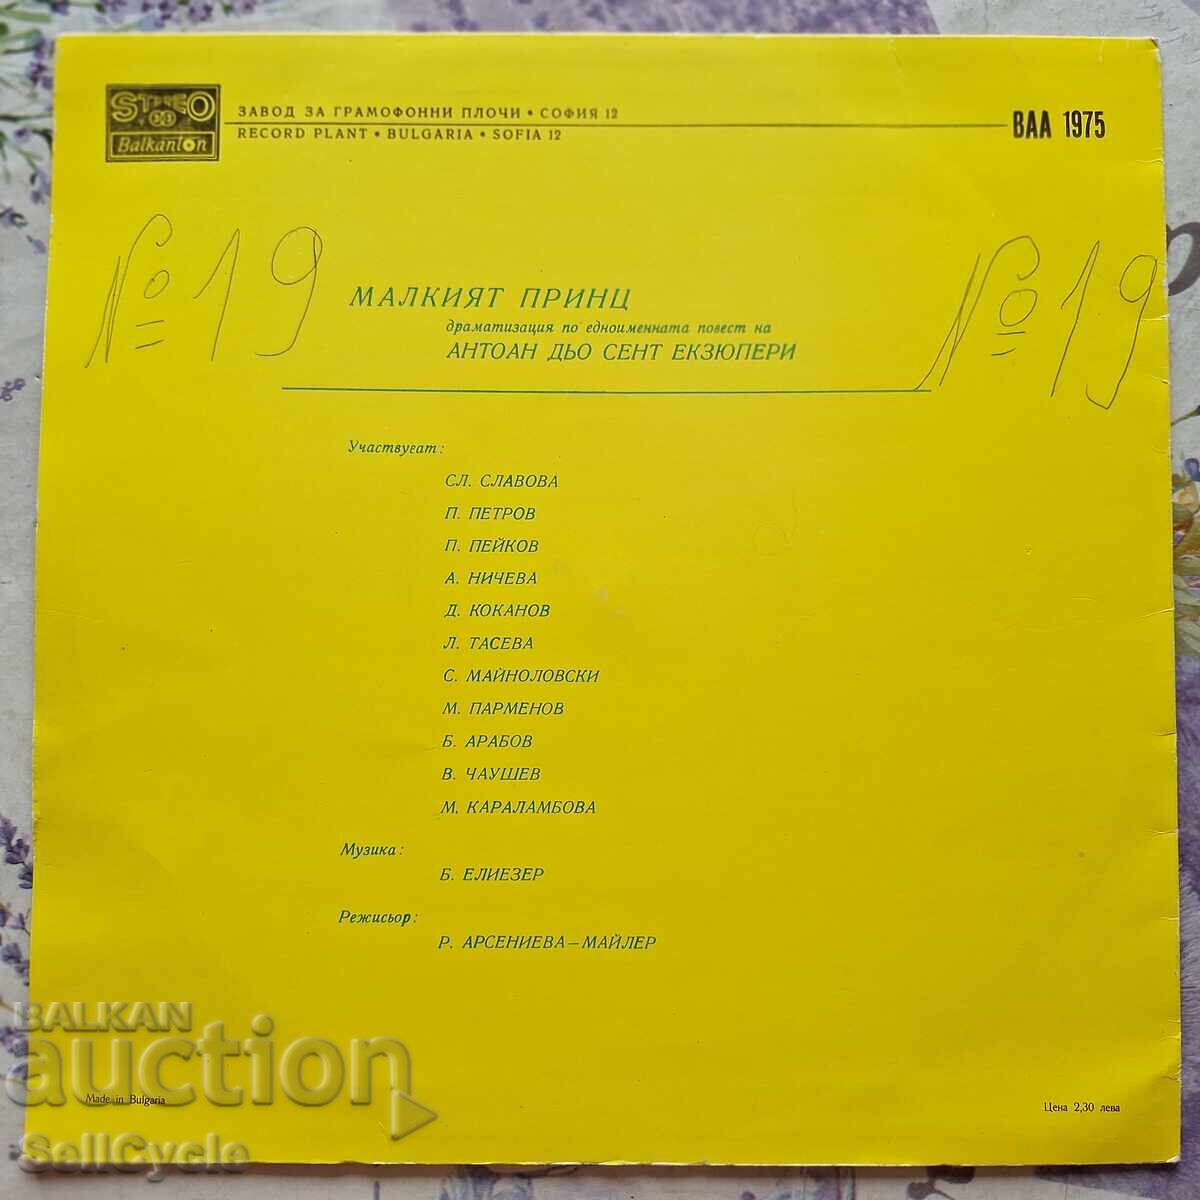 STEREO
Balkanton
ЗАВОД ЗА ГРАМОФОННИ ПЛОЧИ • СОФИЯ 12
RECORD PLANT • BULGARIA • SOFIA 12
ВАА 1975
№ 19
№ 19
МАЛКИЯТ ПРИНЦ
драматизация по едноименната повест на
АНТОАН ДЬО СЕНТ ЕКЗЮПЕРИ
Участвуват:
СЛ. СЛАВОВА
П. ПЕТРОВ
П. ПЕЙКОВ
А. НИЧЕВА
Д. КОКАНОВ
Л. ТАСЕВА
С. МАЙНОЛОВСКИ
М. ПАРМЕНОВ
Б. АРАБОВ
В. ЧАУШЕВ
М. КАРАЛАМБОВА
Музика:
Б. ЕЛИЕЗЕР
Режисьор:
Р. АРСЕНИЕВА—МАЙЛЕР
BALKAN
auction
Made in Bulgaria
Цена 2,30 лева
SellCycle